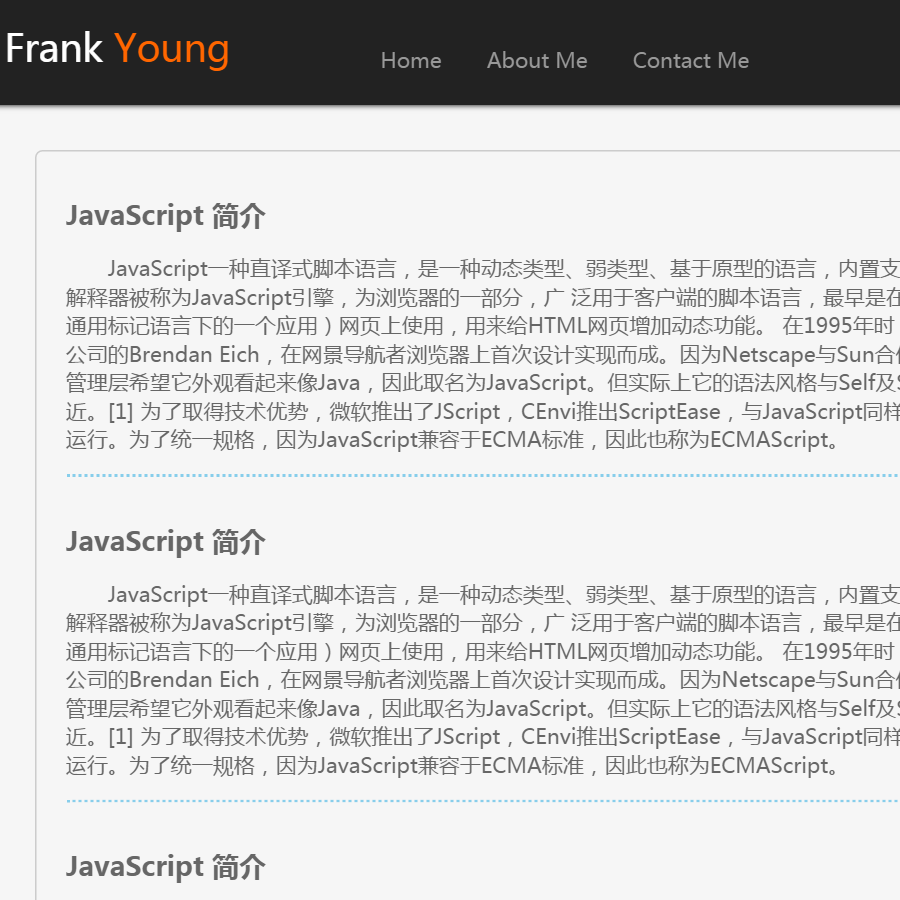 Frank Young
Home About Me Contact Me
JavaScript 简介
JavaScript一种直译式脚本语言，是一种动态类型、弱类型、基于原型的语言，内置支
解释器被称为JavaScript引擎，为浏览器的一部分，广 泛用于客户端的脚本语言，最早是在
通用标记语言下的一个应用）网页上使用，用来给HTML网页增加动态功能。 在1995年时
公司的Brendan Eich，在网景导航者浏览器上首次设计实现而成。因为Netscape与Sun合作
管理层希望它外观看起来像Java，因此取名为JavaScript。但实际上它的语法风格与Self及S
近。[1] 为了取得技术优势，微软推出了JScript，CEnvi推出ScriptEase，与JavaScript同样
运行。为了统一规格，因为JavaScript兼容于ECMA标准，因此也称为ECMAScript。
JavaScript 简介
JavaScript一种直译式脚本语言，是一种动态类型、弱类型、基于原型的语言，内置支
解释器被称为JavaScript引擎，为浏览器的一部分，广 泛用于客户端的脚本语言，最早是在
通用标记语言下的一个应用）网页上使用，用来给HTML网页增加动态功能。 在1995年时
公司的Brendan Eich，在网景导航者浏览器上首次设计实现而成。因为Netscape与Sun合作
管理层希望它外观看起来像Java，因此取名为JavaScript。但实际上它的语法风格与Self及S
近。[1] 为了取得技术优势，微软推出了JScript，CEnvi推出ScriptEase，与JavaScript同样
运行。为了统一规格，因为JavaScript兼容于ECMA标准，因此也称为ECMAScript。
JavaScript 简介